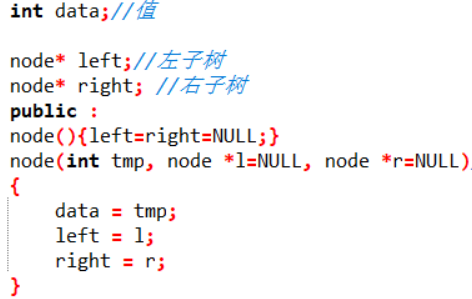 int data;//值
node* left;//左子树
node* right; //右子树
public :
node(){left=right=NULL;}
node(int tmp, node *l=NULL, node *r=NULL)
{
data = tmp;
left = l;
right = r;
}